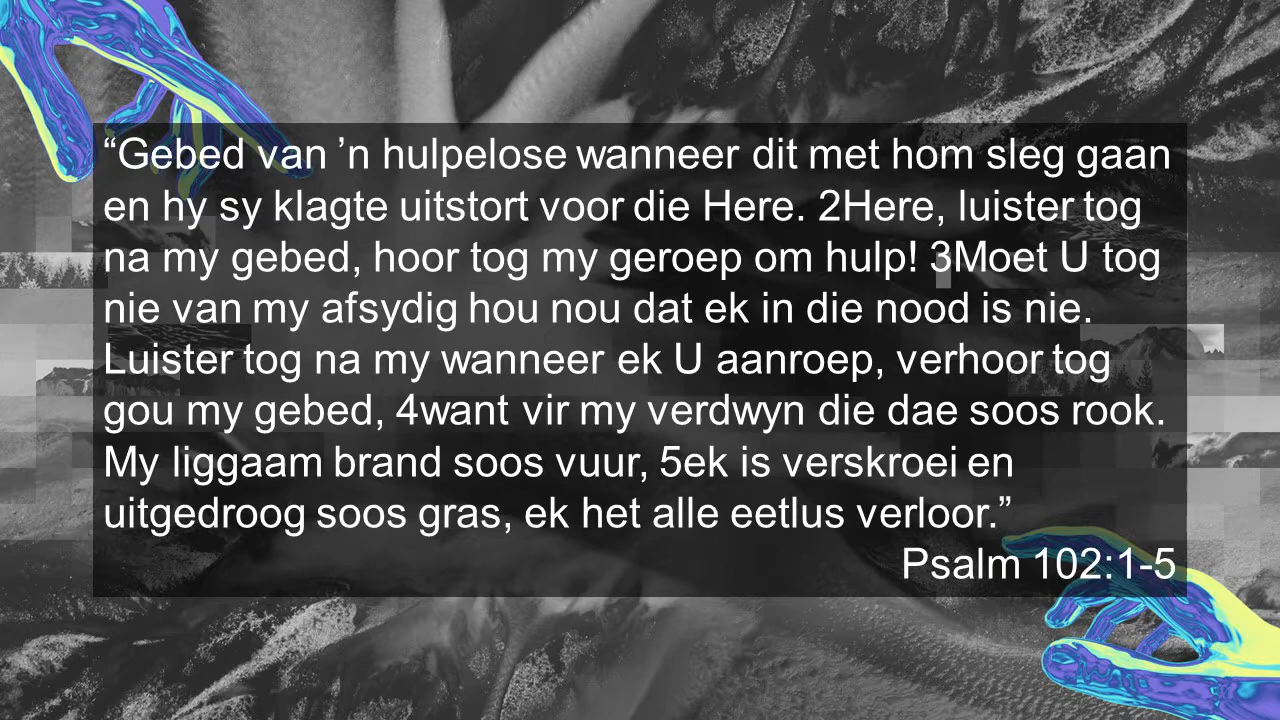 “Gebed van ’n hulpelose wanneer dit met hom sleg gaan
en hy sy klagte uitstort voor die Here. 2Here, luister tog
na my gebed, hoor tog my geroep om hulp! 3Moet U tog
nie van my afsydig hou nou dat ek in die nood is nie.
Luister tog na my wanneer ek U aanroep, verhoor tog
gou my gebed, 4want vir my verdwyn die dae soos rook.
My liggaam brand soos vuur, 5ek is verskroei en
uitgedroog soos gras, ek het alle eetlus verloor.”
Psalm 102:1-5